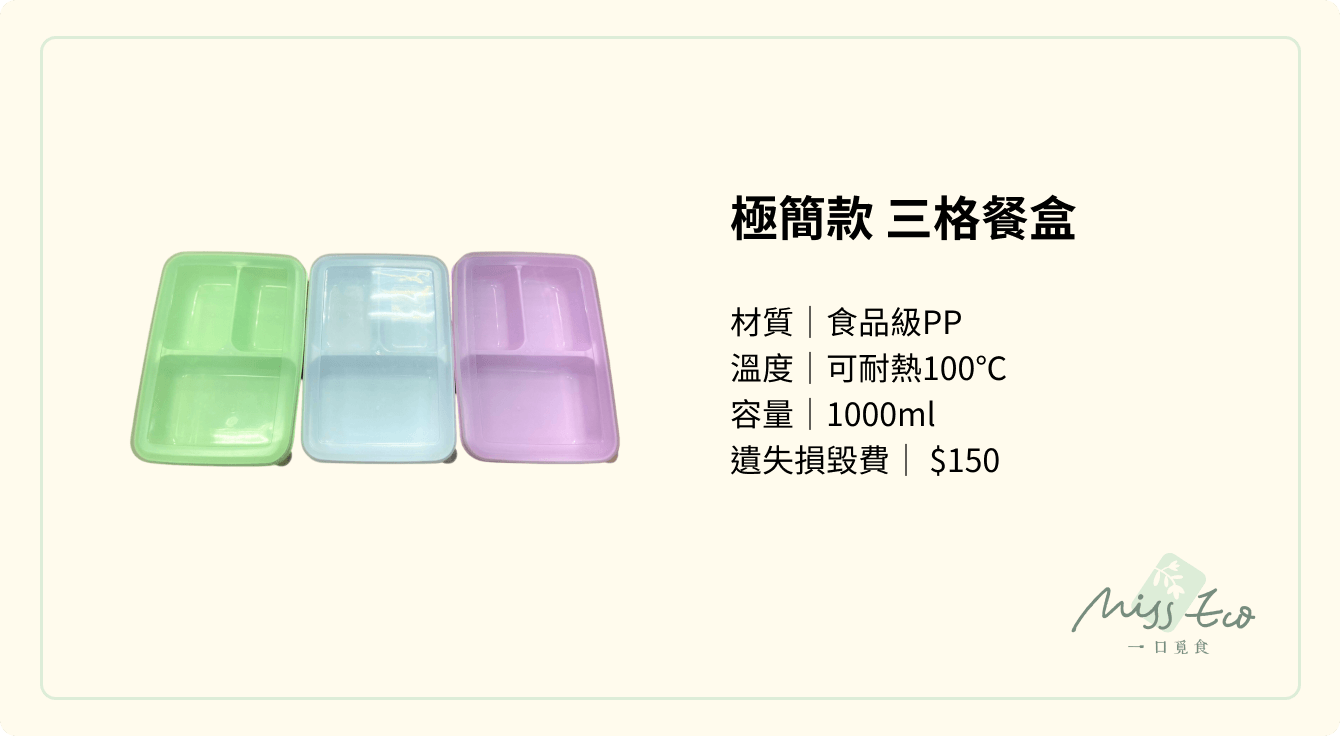 極簡款 三格餐盒
材質｜食品級PP
溫度｜可耐熱100°C
容量｜1000ml
遺失損毀費｜ $150
Miss Eco
一口覓食